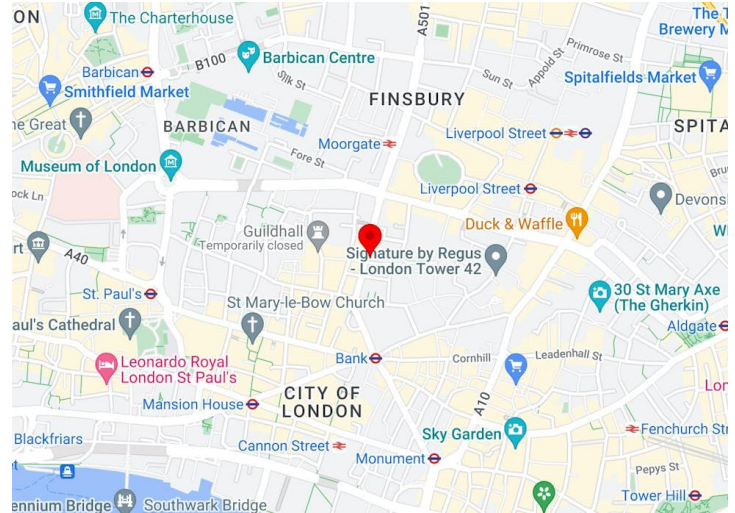 ON
The Charterhouse
A501
The T
Brewery M
B100
Barbican Centre
Primrose St
Appold St
Barbican
Silk St
Sun St
Spitalfields Market
Smithfield Market
FINSBURY
he Great
BARBICAN
Moorgate
Liverpool Street
SPITA
Fore St
Museum of London
Bru
ock Ln
Liverpool Street
Devons
Duck & Waffle
Guildhall
Temporarily closed
W
rt
A40
Signature by Regus
- London Tower 42
St. Paul's
St Mary-le-Bow Church
30 St Mary Axe
(The Gherkin)
aul's Cathedral
Aldgate
Bank
Cornhill
Leadenhall St
Leonardo Royal
London St Paul's
Lon
CITY OF
LONDON
A10
Mansion House
Sky Garden
Fenchurch Str
Blackfriars
Cannon Street
Monument
et
Pepys St
Tower Hill
ennium Bridge
Southwark Bridge